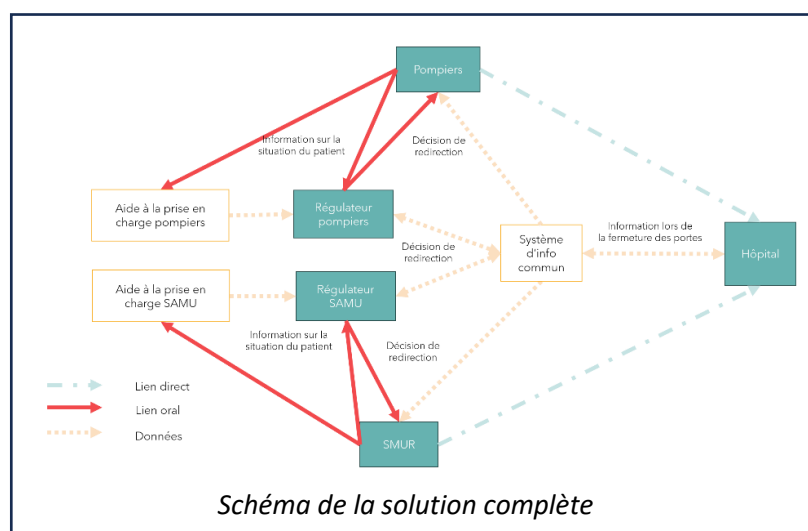 Pompiers
Information sur la
situation du patient
Décision de
redirection
Aide à la prise en
charge pompiers
Régulateur
pompiers
Information lors de
la fermeture des portes
Système
d'info
commun
Hôpital
Décision de
redirection
Aide à la prise en
charge SAMU
Régulateur
SAMU
Information sur la
situation du patient
Décision de
redirection
Lien direct
Lien oral
Données
SMUR
Schéma de la solution complète